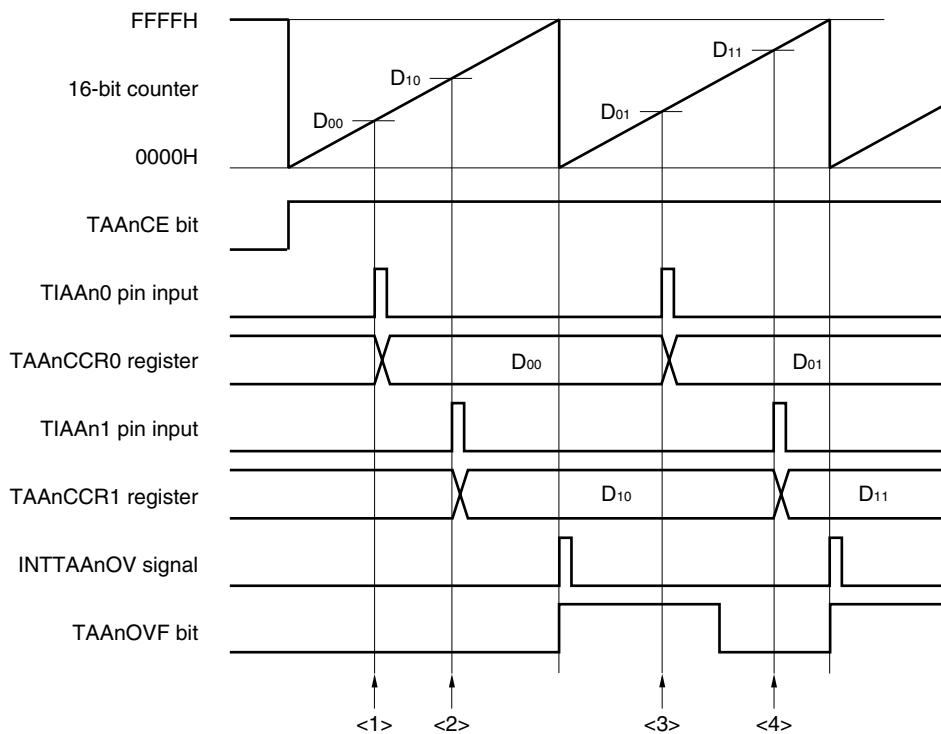 FFFFH
D11
D10
16-bit counter
D01
D00
0000H
TAAnCE bit
TIAAn0 pin input
TAAnCCR0 register
D00
D01
TIAAn1 pin input
TAAnCCR1 register
D10
D11
INTTAAnOV signal
TAAnOVF bit
<1> <2> <3> <4>